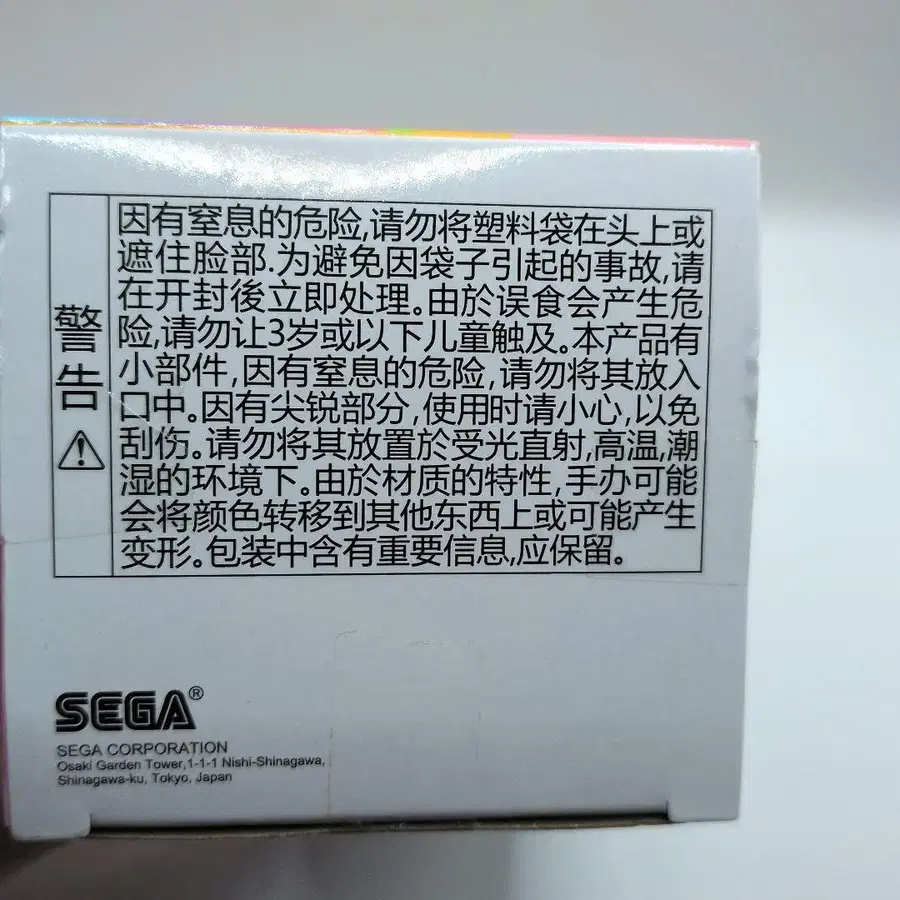 警告
因有窒息的危险,请勿将塑料袋在头上或
遮住脸部.为避免因袋子引起的事故,请
在开封後立即处理。由於误食会产生危
险,请勿让3岁或以下儿童触及。本产品有
小部件,因有窒息的危险,请勿将其放入
口中。因有尖锐部分,使用时请小心,以免
刮伤。请勿将其放置於受光直射,高温,潮
湿的环境下。由於材质的特性,手办可能
会将颜色转移到其他东西上或可能产生
变形。包装中含有重要信息,应保留。
SEGA®
SEGA CORPORATION
Osaki Garden Tower,1-1-1 Nishi-Shinagawa,
Shinagawa-ku, Tokyo, Japan